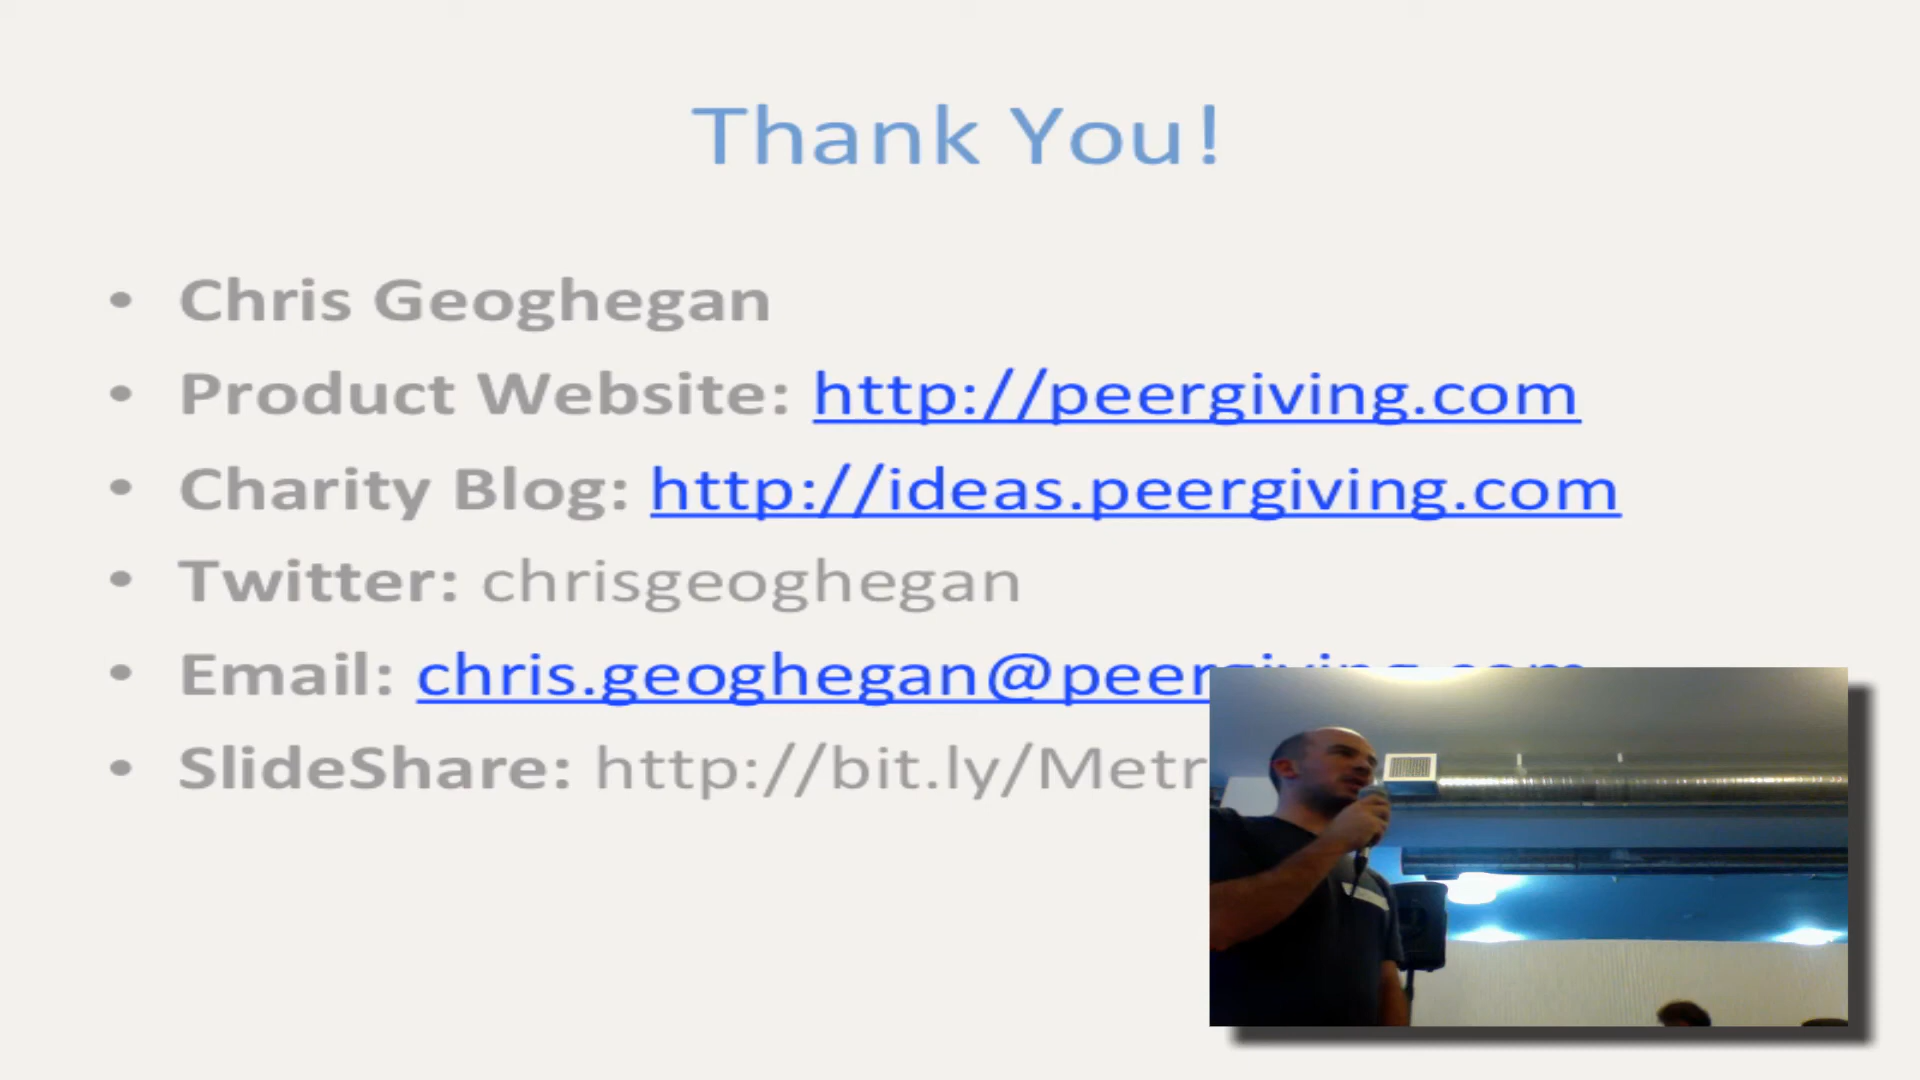 Thank You!
• Chris Geoghegan
• Product Website: http://peergiving.com
• Charity Blog: http://ideas.peergiving.com
• Twitter: chrisgeoghegan
• Email: chris.geoghegan@peergiving.com
• SlideShare: http://bit.ly/Metr